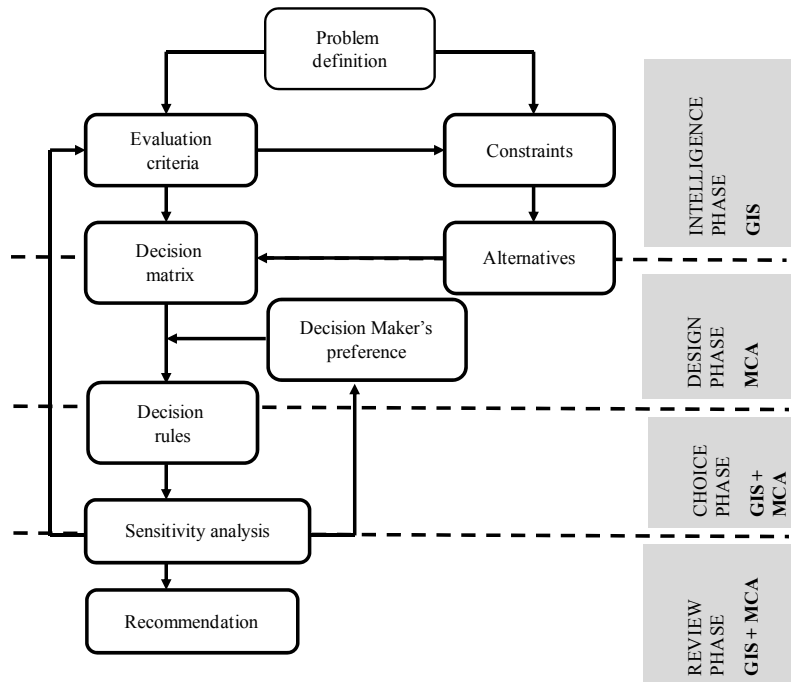 Problem
definition
Evaluation
criteria
Constraints
Decision
matrix
Alternatives
Decision Maker's
preference
Decision
rules
Sensitivity analysis
Recommendation
INTELLIGENCE
PHASE
GIS
DESIGN
PHASE
MCA
CHOICE
PHASE
GIS +
MCA
REVIEW
PHASE
GIS + MCA